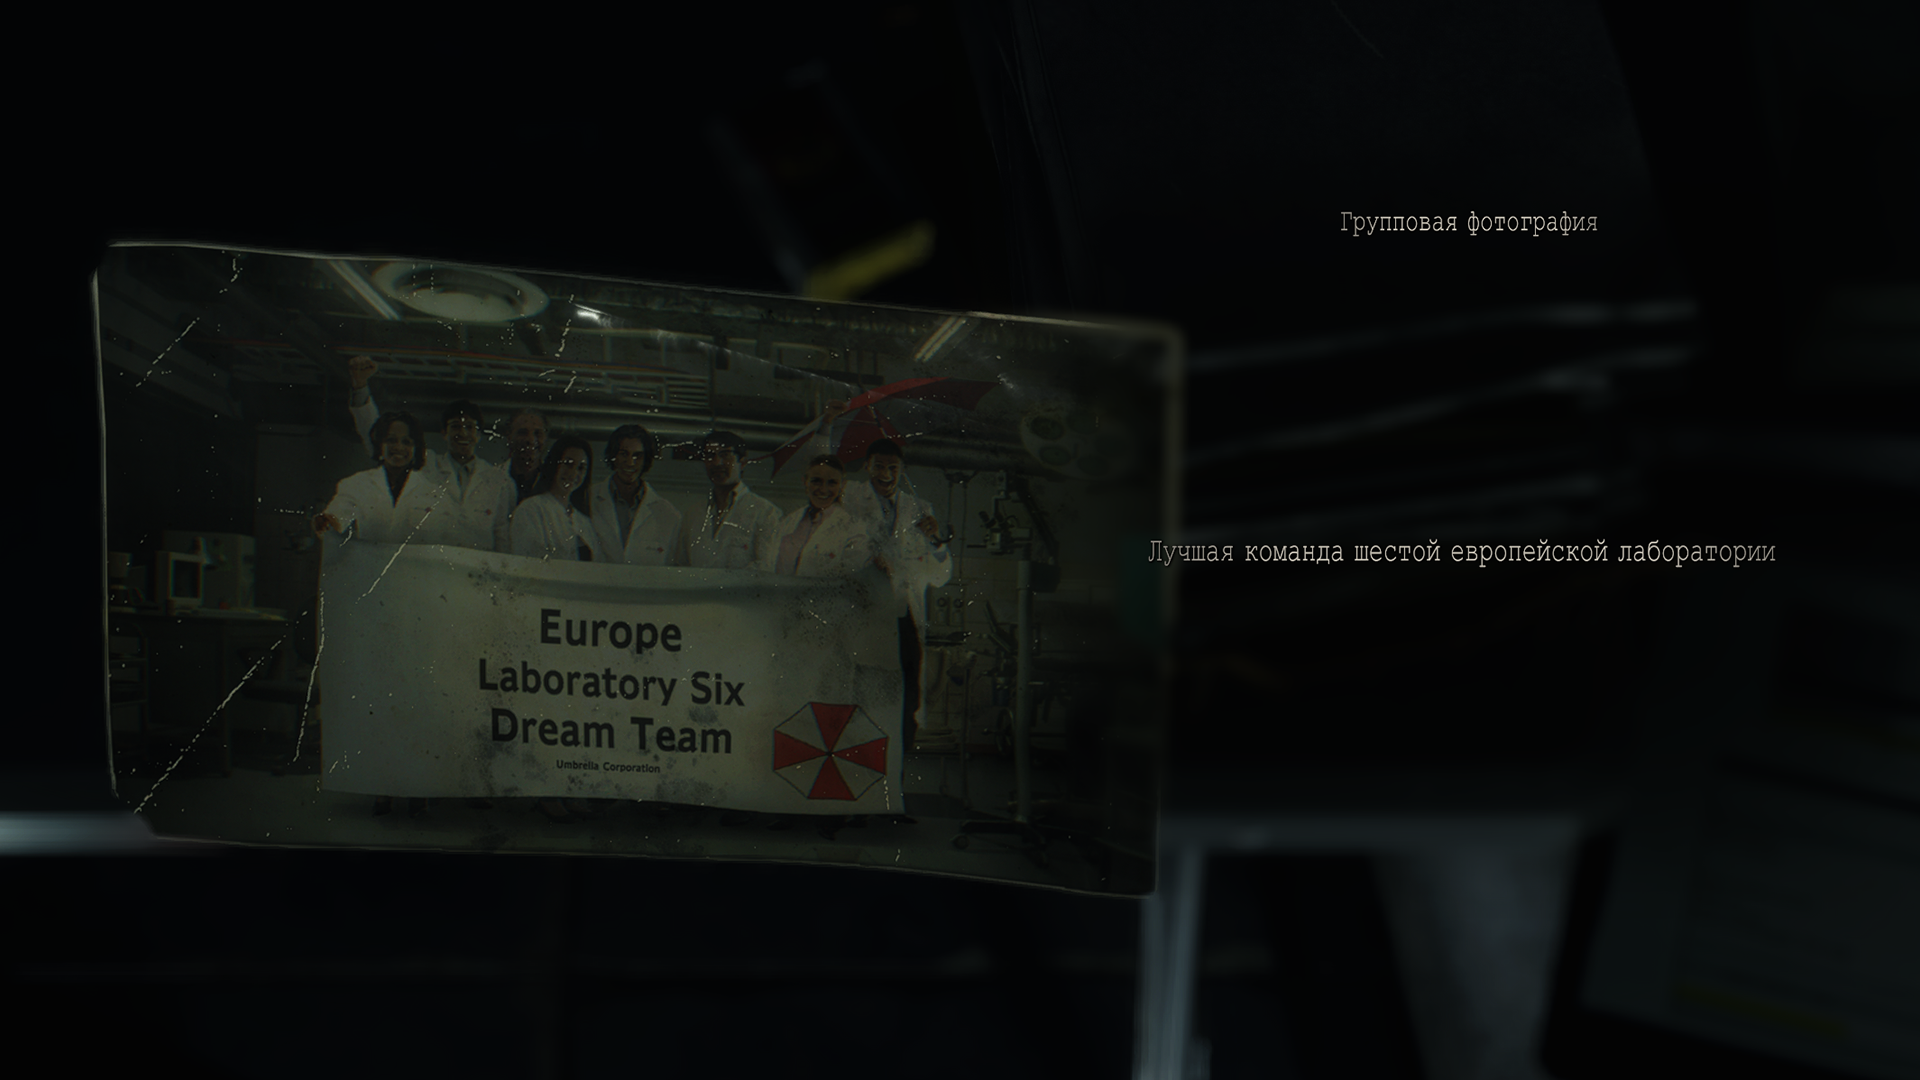 Групповая фотография
Лучшая команда шестой европейской лаборатории
Europe
Laboratory Six
Dream Team
Umbrella Corporation